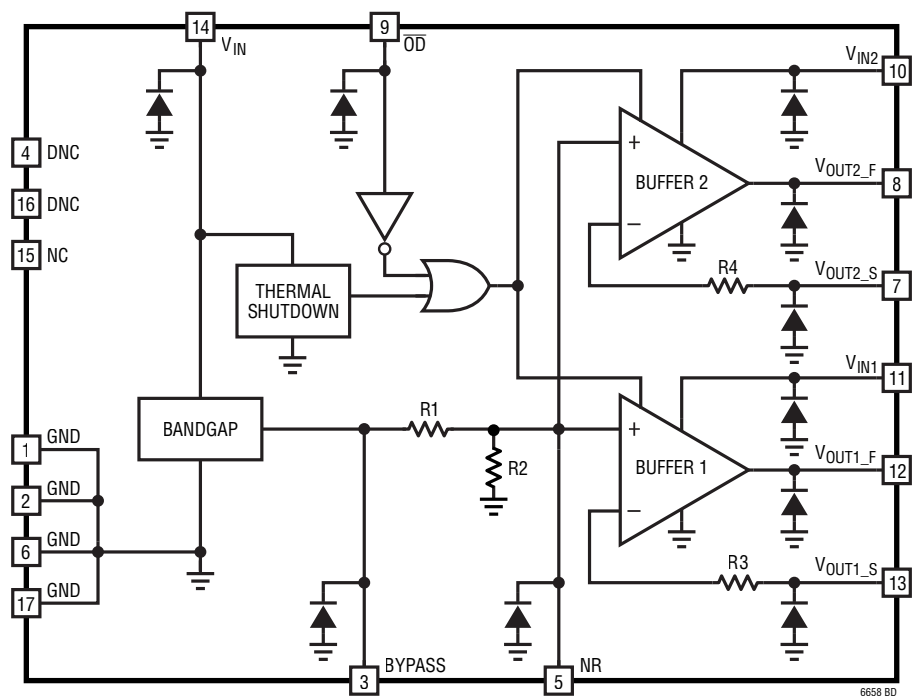 14
V_IN
9
OD
V_IN2
10
4 DNC
16 DNC
15 NC
+
BUFFER 2
−
V_OUT2_F
8
R4
V_OUT2_S
7
THERMAL
SHUTDOWN
V_IN1
11
BANDGAP
R1
R2
+
BUFFER 1
−
V_OUT1_F
12
R3
V_OUT1_S
13
1 GND
2 GND
6 GND
17 GND
3 BYPASS
5 NR
6658 BD